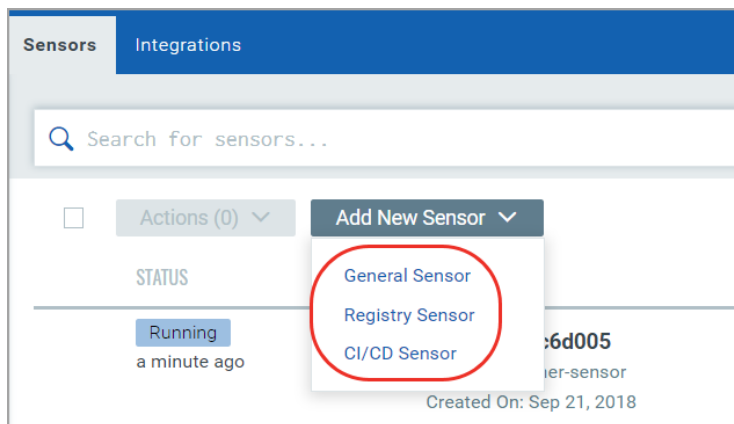 Sensors Integrations
Search for sensors...
Actions (0) Add New Sensor
STATUS
General Sensor
Registry Sensor
CI/CD Sensor
Running
a minute ago
c6d005
ner-sensor
Created On: Sep 21, 2018